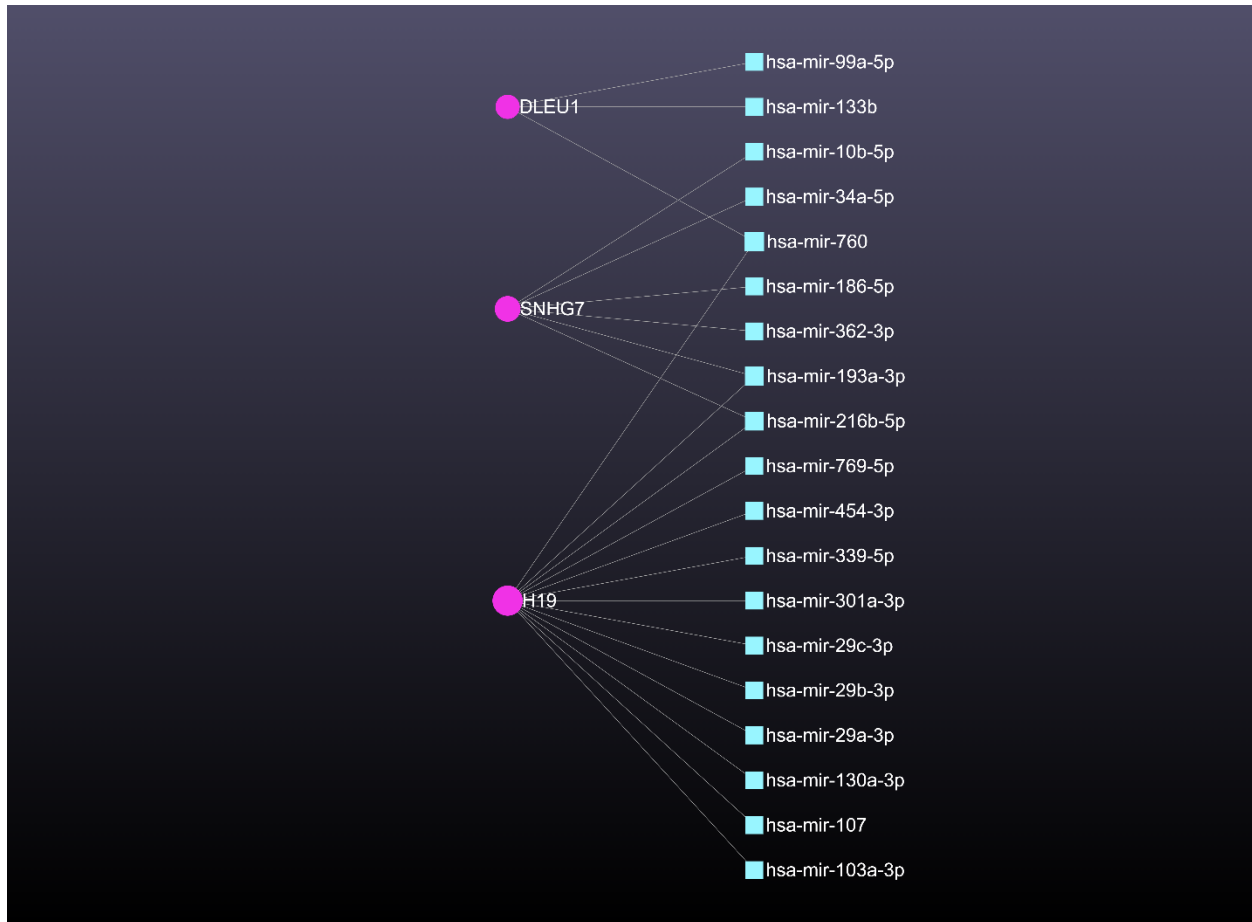 DLEU1
SNHG7
H19
hsa-mir-99a-5p
hsa-mir-133b
hsa-mir-10b-5p
hsa-mir-34a-5p
hsa-mir-760
hsa-mir-186-5p
hsa-mir-362-3p
hsa-mir-193a-3p
hsa-mir-216b-5p
hsa-mir-769-5p
hsa-mir-454-3p
hsa-mir-339-5p
hsa-mir-301a-3p
hsa-mir-29c-3p
hsa-mir-29b-3p
hsa-mir-29a-3p
hsa-mir-130a-3p
hsa-mir-107
hsa-mir-103a-3p